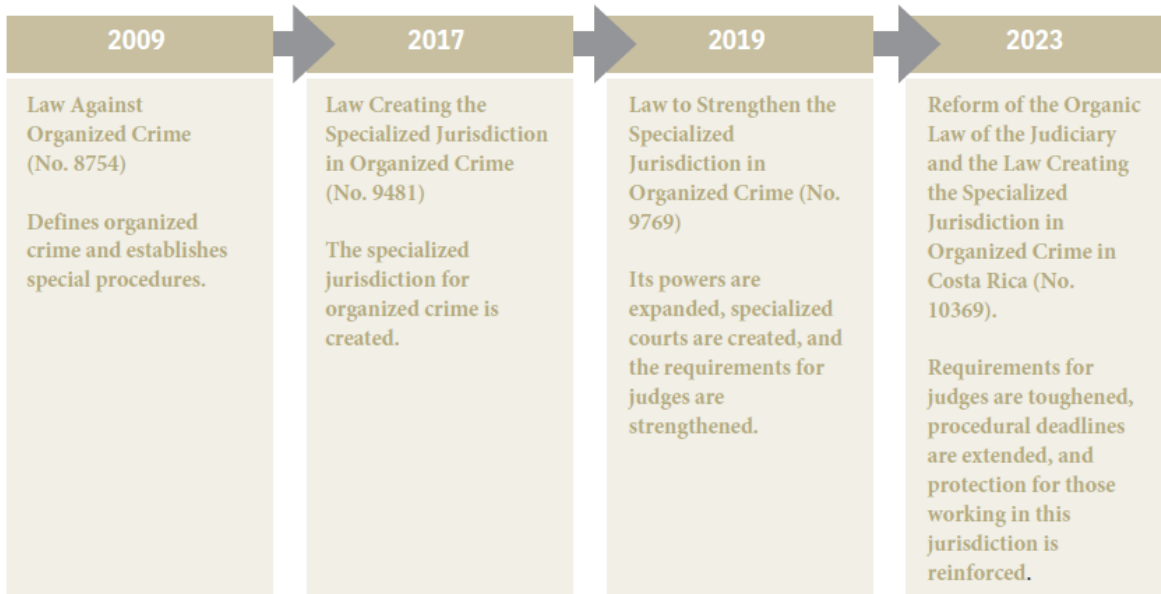 2009
Law Against
Organized Crime
(No. 8754)
Defines organized
crime and establishes
special procedures.
2017
Law Creating the
Specialized Jurisdiction
in Organized Crime
(No. 9481)
The specialized
jurisdiction for
organized crime is
created.
2019
Law to Strengthen the
Specialized
Jurisdiction in
Organized Crime (No.
9769)
Its powers are
expanded, specialized
courts are created, and
the requirements for
judges are
strengthened.
2023
Reform of the Organic
Law of the Judiciary
and the Law Creating
the Specialized
Jurisdiction in
Organized Crime in
Costa Rica (No.
10369).
Requirements for
judges are toughened,
procedural deadlines
are extended, and
protection for those
working in this
jurisdiction is
reinforced.